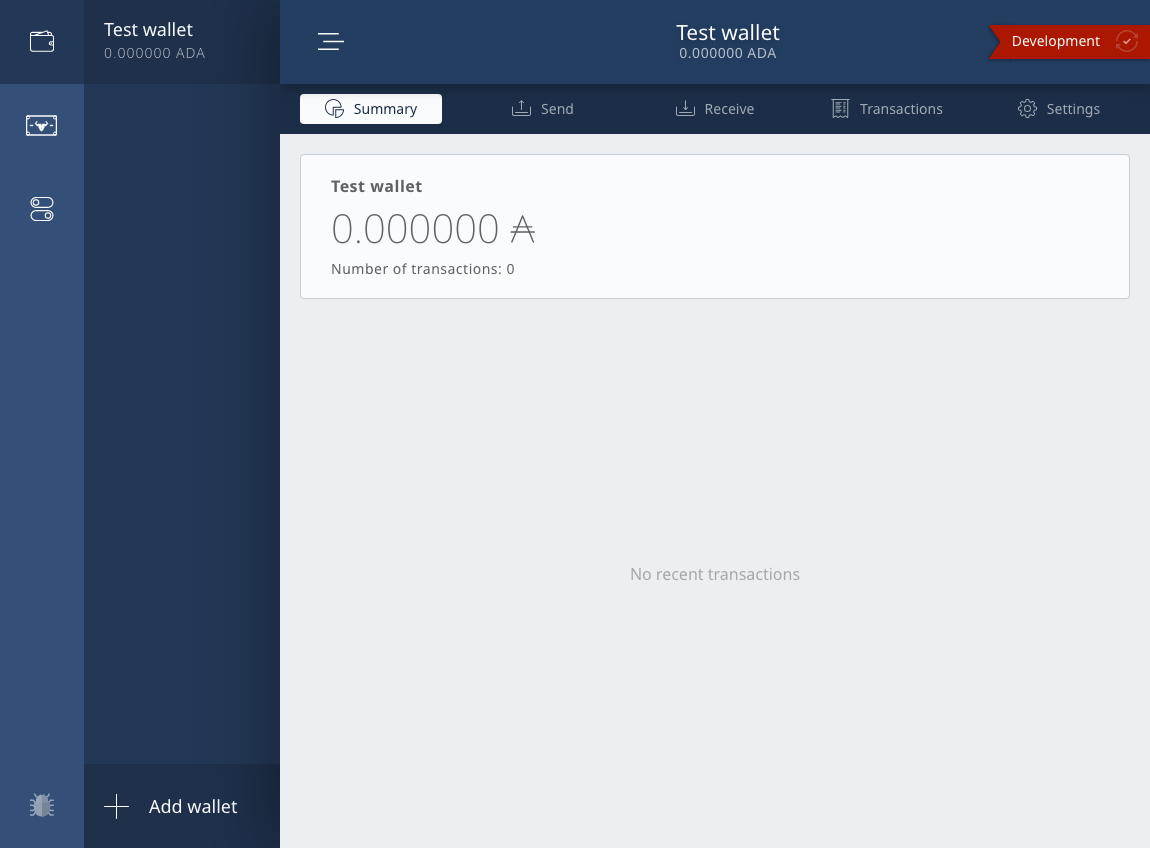 Test wallet
0.000000 ADA
Test wallet
0.000000 ADA
Development
Summary
Send
Receive
Transactions
Settings
Test wallet
0.000000 ₳
Number of transactions: 0
No recent transactions
Add wallet